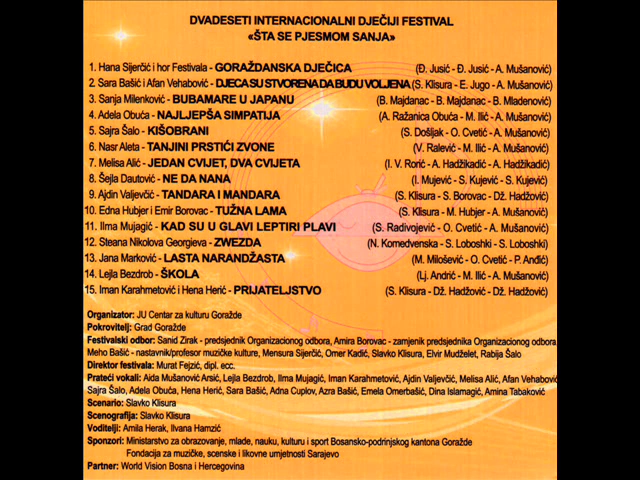 DVADESETI INTERNACIONALNI DJEČIJI FESTIVAL
«ŠTA SE PJESMOM SANJA»
1. Hana Sijerčić i hor Festivala - GORAŽDANSKA DJEČICA (Đ. Jusić - Đ. Jusić - A. Mušanović)
2. Sara Bašić i Afan Vehabović - DJECA SU STVORENA DA BUDU VOLJENA (S. Klisura - E. Jugo - A. Mušanović)
3. Sanja Milenković - BUBAMARE U JAPANU (B. Majdanac - B. Majdanac - B. Mladenović)
4. Adela Obuća - NAJLJEPŠA SIMPATIJA (A. Ražanica Obuća - M. Ilić - A. Mušanović)
5. Sajra Šalo - KIŠOBRANI (S. Došljak - O. Cvetić - A. Mušanović)
6. Nasr Aleta - TANJINI PRSTIĆI ZVONE (V. Ralević - M. Ilić - A. Mušanović)
7. Melisa Alić - JEDAN CVIJET, DVA CVIJETA (I. V. Rorić - A. Hadžikadić - A. Hadžikadić)
8. Šejla Dautović - NE DA NANA (I. Mujević - S. Kujević - S. Kujević)
9. Ajdin Valjevčić - TANDARA I MANDARA (S. Klisura - S. Borovac - Dž. Hadžović)
10. Edna Hubjer i Emir Borovac - TUŽNA LAMA (S. Klisura - M. Hubjer - A. Mušanović)
11. Ilma Mujagić - KAD SU U GLAVI LEPTIRI PLAVI (S. Radivojević - O. Cvetić - A. Mušanović)
12. Steana Nikolova Georgieva - ZWEZDA (N. Komedvenska - S. Loboshki - S. Loboshki)
13. Jana Marković - LASTA NARANDŽASTA (M. Milošević - O. Cvetić - P. Anđić)
14. Lejla Bezdrob - ŠKOLA (Lj. Andrić - M. Ilić - A. Mušanović)
15. Iman Karahmetović i Hena Herić - PRIJATELJSTVO (S. Klisura - Dž. Hadžović - Dž. Hadžović)
Organizator: JU Centar za kulturu Goražde
Pokrovitelj: Grad Goražde
Festivalski odbor: Sanid Zirak - predsjednik Organizacionog odbora, Amira Borovac - zamjenik predsjednika Organizacionog odbora
Meho Bašić - nastavnik/profesor muzičke kulture, Mensura Sijerčić, Omer Kadić, Slavko Klisura, Elvir Mudželet, Rabija Šalo
Direktor festivala: Murat Fejzić, dipl. ecc.
Prateći vokali: Aida Mušanović Arsić, Lejla Bezdrob, Ilma Mujagić, Iman Karahmetović, Ajdin Valjevčić, Melisa Alić, Afan Vehabović
Sajra Šalo, Adela Obuća, Hena Herić, Sara Bašić, Adna Cuplov, Azra Bašić, Emela Omerbašić, Dina Islamagić, Amina Tabaković
Scenario: Slavko Klisura
Scenografija: Slavko Klisura
Voditelji: Amila Herak, Ilvana Hamzić
Sponzori: Ministarstvo za obrazovanje, mlade, nauku, kulturu i sport Bosansko-podrinjskog kantona Goražde
Fondacija za muzičke, scenske i likovne umjetnosti Sarajevo
Partner: World Vision Bosna i Hercegovina